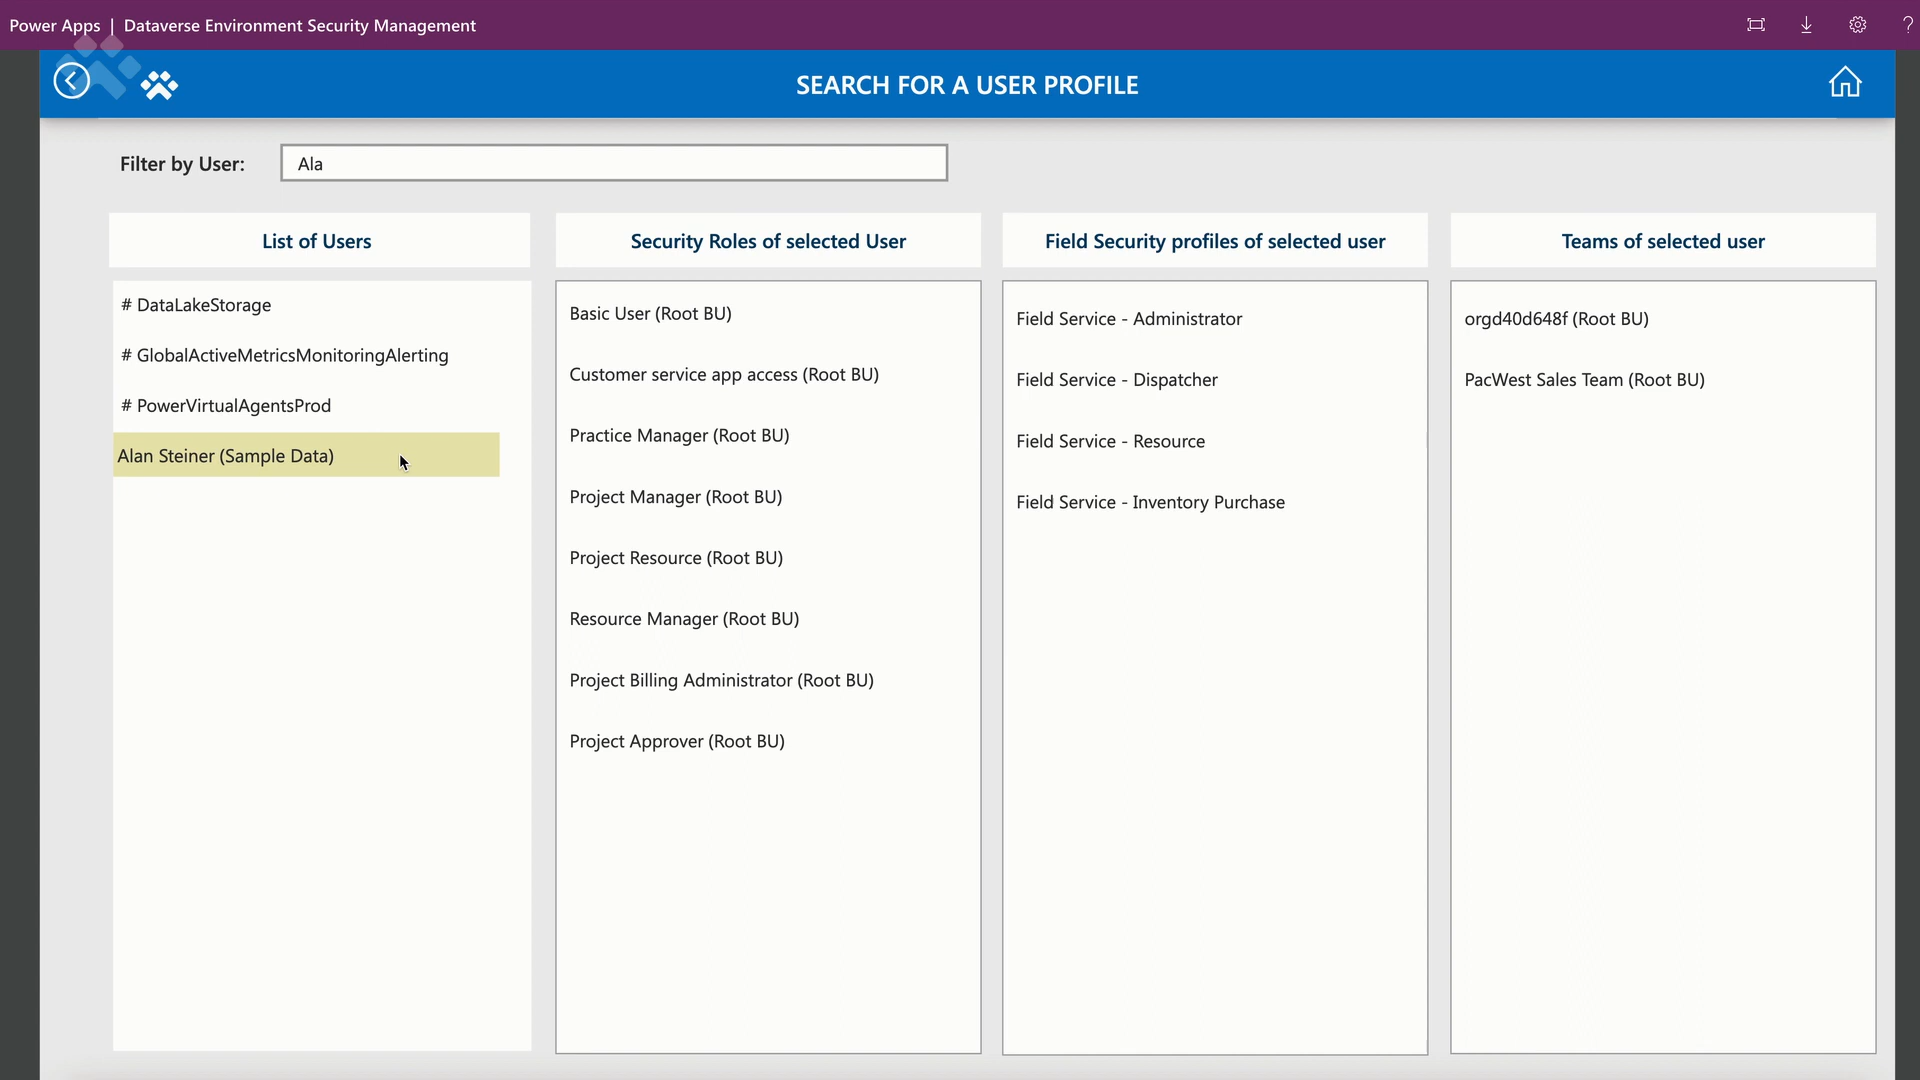 Power Apps | Dataverse Environment Security Management
?
SEARCH FOR A USER PROFILE
Filter by User:
Ala
List of Users
# DataLakeStorage
# GlobalActiveMetricsMonitoringAlerting
# PowerVirtualAgentsProd
Alan Steiner (Sample Data)
Security Roles of selected User
Basic User (Root BU)
Customer service app access (Root BU)
Practice Manager (Root BU)
Project Manager (Root BU)
Project Resource (Root BU)
Resource Manager (Root BU)
Project Billing Administrator (Root BU)
Project Approver (Root BU)
Field Security profiles of selected user
Field Service - Administrator
Field Service - Dispatcher
Field Service - Resource
Field Service - Inventory Purchase
Teams of selected user
orgd40d648f (Root BU)
PacWest Sales Team (Root BU)